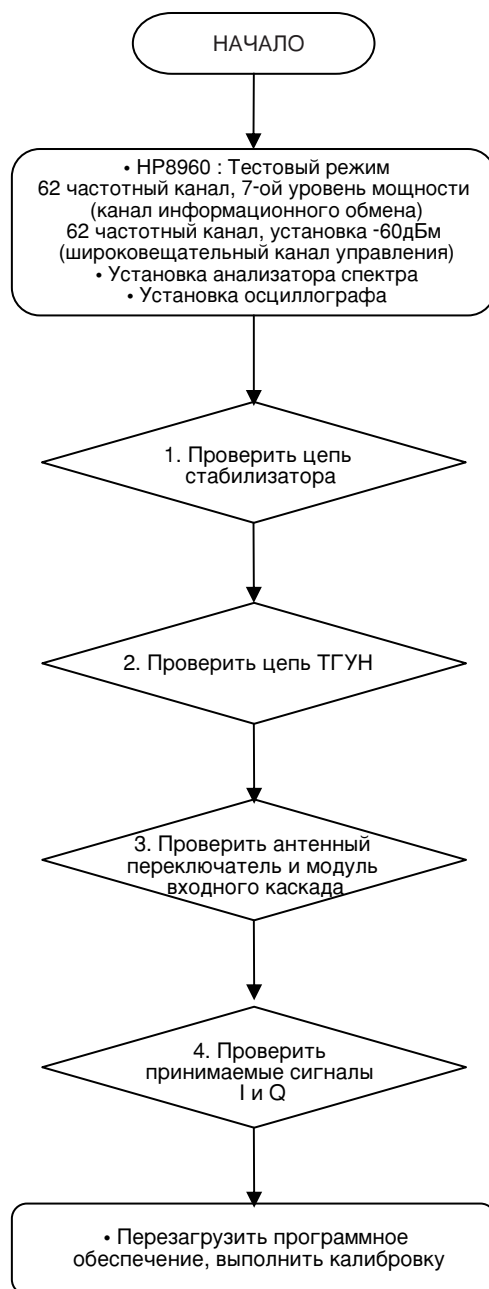 НАЧАЛО
• HP8960 : Тестовый режим
62 частотный канал, 7-ой уровень мощности
(канал информационного обмена)
62 частотный канал, установка -60дБм
(широковещательный канал управления)
• Установка анализатора спектра
• Установка осциллографа
1. Проверить цепь
стабилизатора
2. Проверить цепь ТГУН
3. Проверить антенный
переключатель и модуль
входного каскада
4. Проверить
принимаемые сигналы
I и Q
• Перезагрузить программное
обеспечение, выполнить калибровку